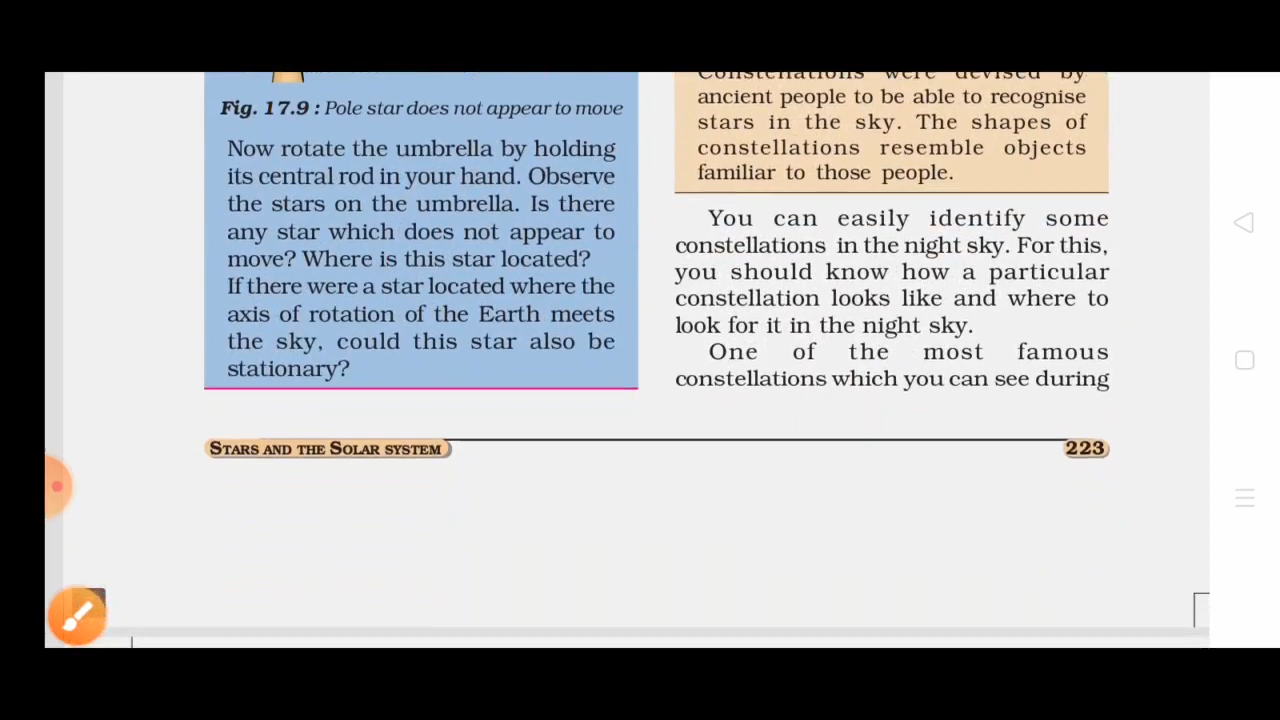 Fig. 17.9 : Pole star does not appear to move
Now rotate the umbrella by holding
its central rod in your hand. Observe
the stars on the umbrella. Is there
any star which does not appear to
move? Where is this star located?
If there were a star located where the
axis of rotation of the Earth meets
the sky, could this star also be
stationary?
Constellations were devised by
ancient people to be able to recognise
stars in the sky. The shapes of
constellations resemble objects
familiar to those people.
You can easily identify some
constellations in the night sky. For this,
you should know how a particular
constellation looks like and where to
look for it in the night sky.
One of the most famous
constellations which you can see during
STARS AND THE SOLAR SYSTEM
223